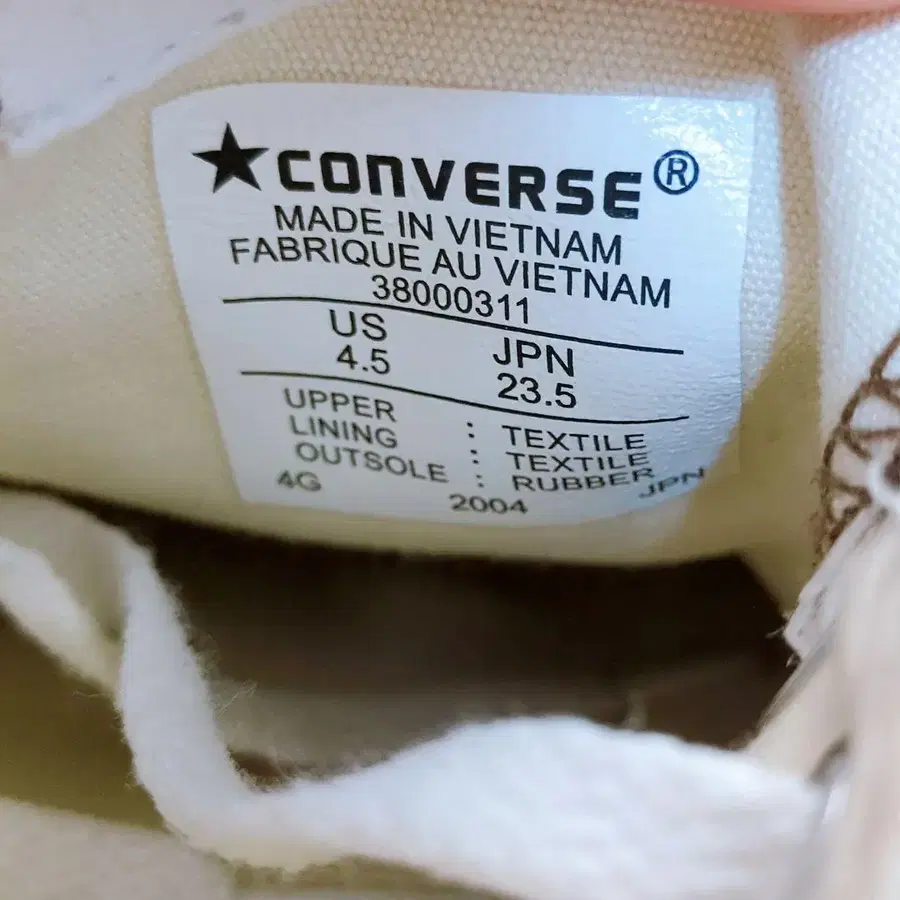 ★CONVERSE®
MADE IN VIETNAM
FABRIQUE AU VIETNAM
38000311
US JPN
4.5 23.5
UPPER : TEXTILE
LINING : TEXTILE
OUTSOLE : RUBBER
4G 2004 JPN